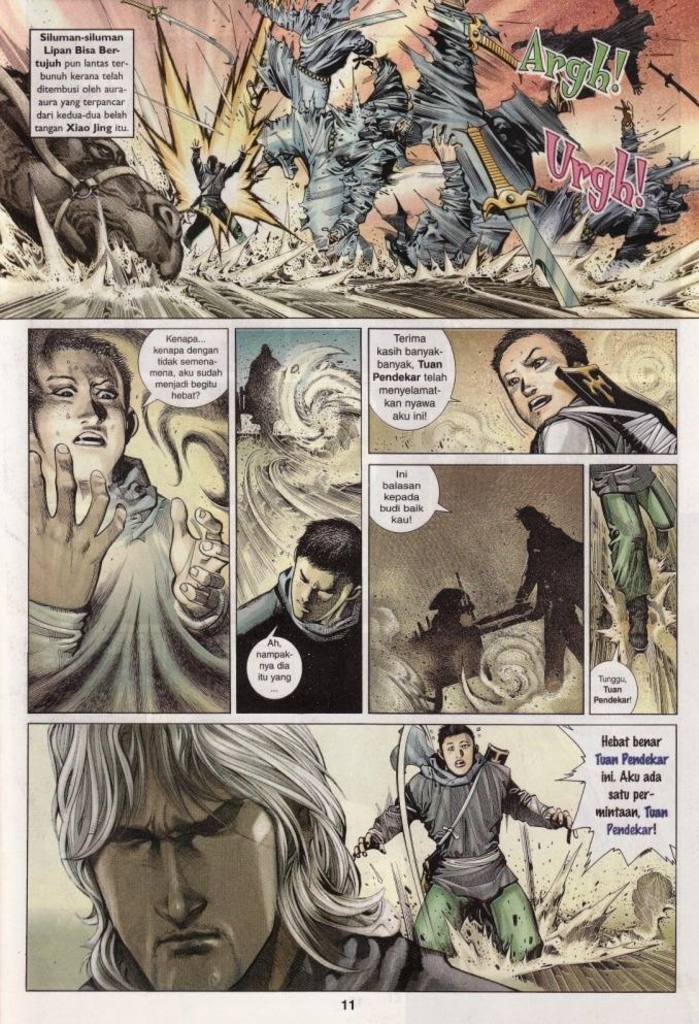 Siluman-siluman
Lipan Bisa Ber-
tujuh pun lantas ter-
bunuh kerana telah
ditembusi oleh aura-
aura yang terpancar
dari kedua-dua belah
tangan Xiao Jing itu.
Argh!
Urgh!
Kenapa...
kenapa dengan
tidak semena-
mena, aku sudah
menjadi begitu
hebat?
Ah,
nampak-
nya dia
itu yang
...
Terima
kasih banyak-
banyak, Tuan
Pendekar telah
menyelamat-
kan nyawa
aku ini!
Ini
balasan
kepada
budi baik
kau!
Tunggu,
Tuan
Pendekar!
Hebat benar
Tuan Pendekar
ini. Aku ada
satu per-
mintaan, Tuan
Pendekar!
11